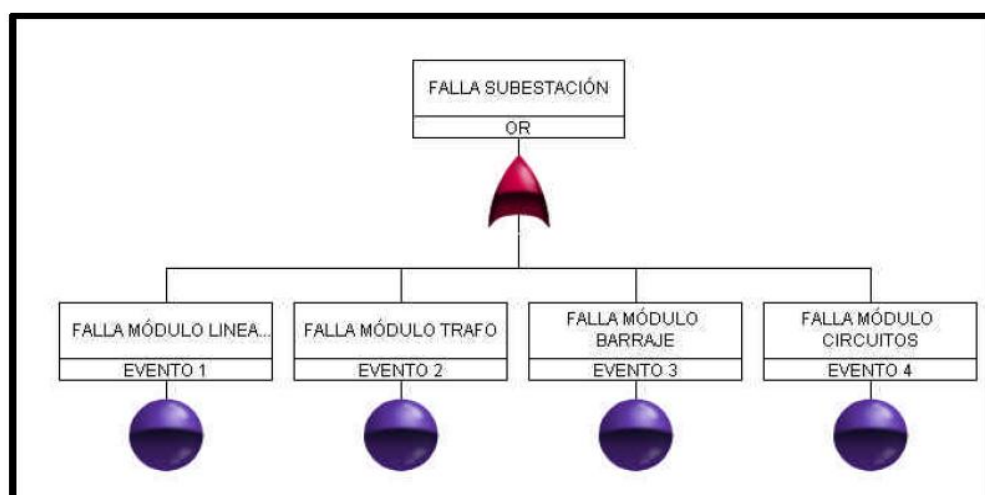 FALLA SUBESTACIÓN
OR
FALLA MÓDULO LINEA...
EVENTO 1
FALLA MÓDULO TRAFO
EVENTO 2
FALLA MÓDULO
BARRAJE
EVENTO 3
FALLA MÓDULO
CIRCUITOS
EVENTO 4